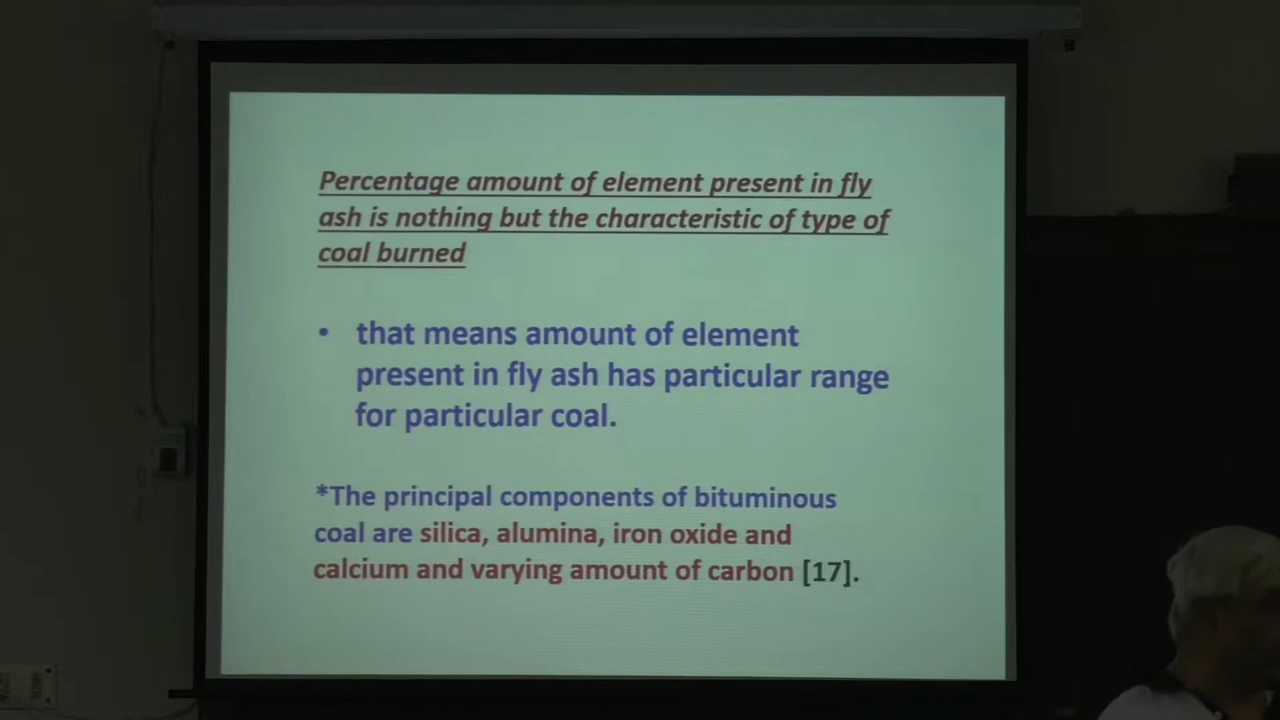 Percentage amount of element present in fly
ash is nothing but the characteristic of type of
coal burned
• that means amount of element
present in fly ash has particular range
for particular coal.
*The principal components of bituminous
coal are silica, alumina, iron oxide and
calcium and varying amount of carbon [17].